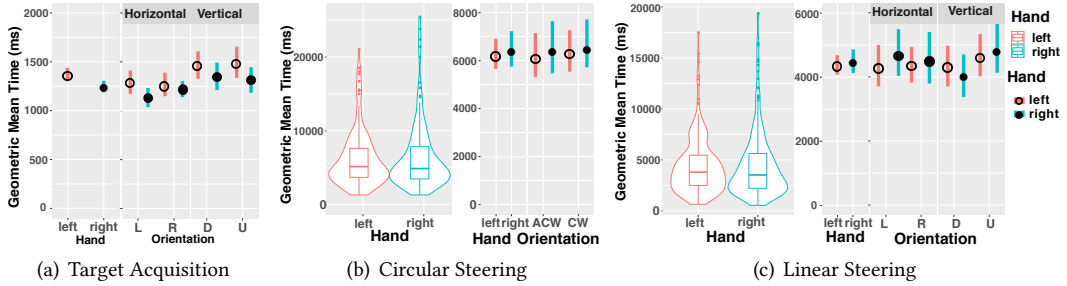 Horizontal Vertical
Geometric Mean Time (ms)
2000
1500
1000
500
0
left right L R D U
Hand Orientation
(a) Target Acquisition
Geometric Mean Time (ms)
20000
10000
0
left right
Hand
8000
6000
4000
2000
0
left right ACW CW
Hand Orientation
(b) Circular Steering
Geometric Mean Time (ms)
20000
15000
10000
5000
0
left right
Hand
Horizontal Vertical
6000
4000
2000
0
left right L R D U
Hand Orientation
(c) Linear Steering
Hand
left
right
Hand
left
right